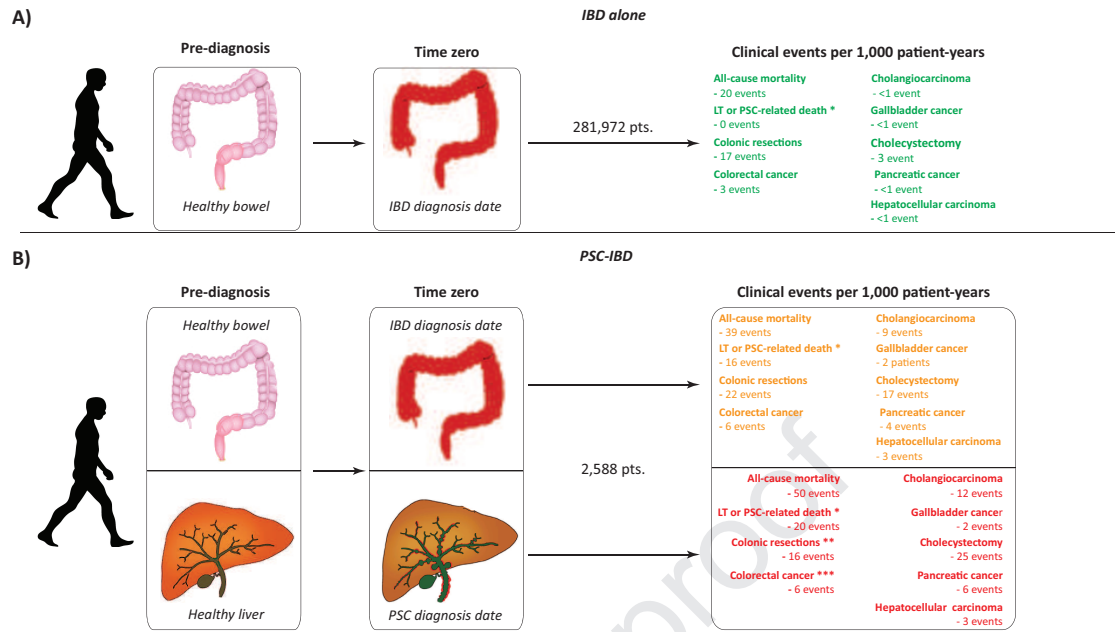 A)
IBD alone
Pre-diagnosis
Time zero
Clinical events per 1,000 patient-years
Healthy bowel
IBD diagnosis date
281,972 pts.
All-cause mortality
- 20 events
LT or PSC-related death *
- 0 events
Colonic resections
- 17 events
Colorectal cancer
- 3 events
Cholangiocarcinoma
- <1 event
Gallbladder cancer
- <1 event
Cholecystectomy
- 3 event
Pancreatic cancer
- <1 event
Hepatocellular carcinoma
- <1 event
B)
PSC-IBD
Pre-diagnosis
Time zero
Clinical events per 1,000 patient-years
Healthy bowel
IBD diagnosis date
Healthy liver
PSC diagnosis date
2,588 pts.
All-cause mortality
- 39 events
LT or PSC-related death *
- 16 events
Colonic resections
- 22 events
Colorectal cancer
- 6 events
Cholangiocarcinoma
- 9 events
Gallbladder cancer
- 2 patients
Cholecystectomy
- 17 events
Pancreatic cancer
- 4 events
Hepatocellular carcinoma
- 3 events
All-cause mortality
- 50 events
LT or PSC-related death *
- 20 events
Colonic resections **
- 16 events
Colorectal cancer ***
- 6 events
Cholangiocarcinoma
- 12 events
Gallbladder cancer
- 2 events
Cholecystectomy
- 25 events
Pancreatic cancer
- 6 events
Hepatocellular carcinoma
- 3 events
proof